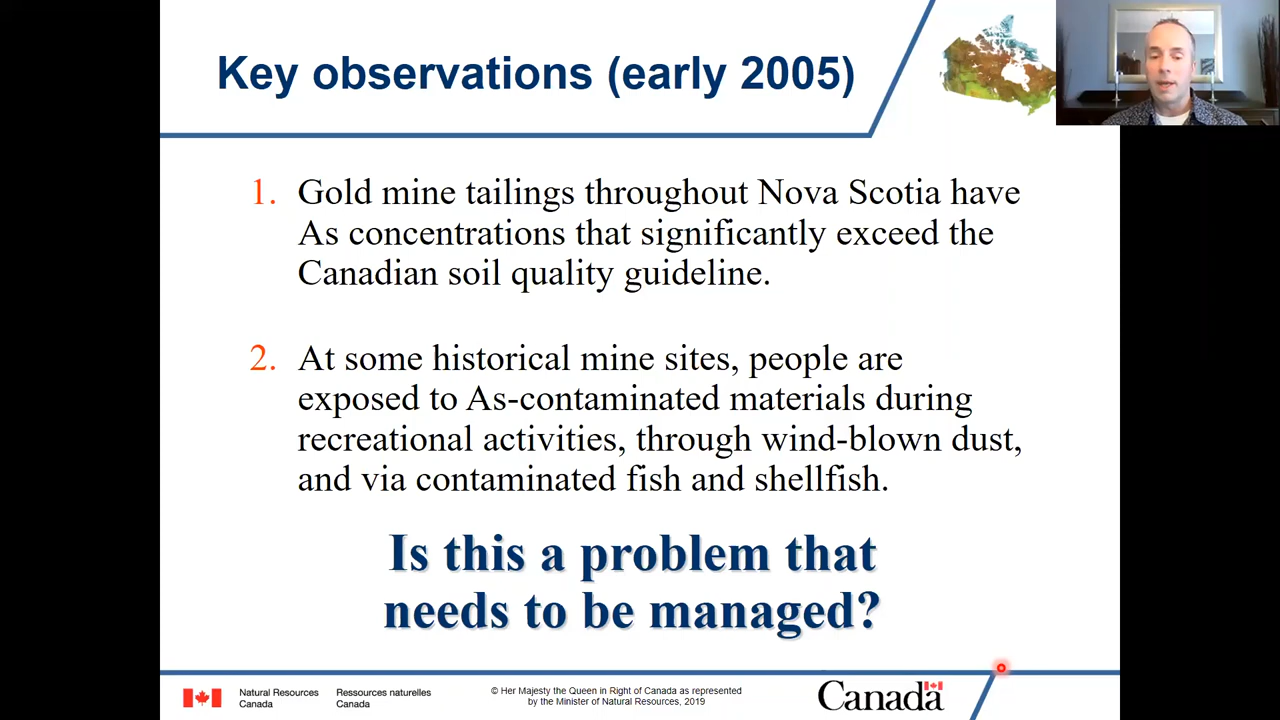 Key observations (early 2005)
1. Gold mine tailings throughout Nova Scotia have
As concentrations that significantly exceed the
Canadian soil quality guideline.
2. At some historical mine sites, people are
exposed to As-contaminated materials during
recreational activities, through wind-blown dust,
and via contaminated fish and shellfish.
Is this a problem that
needs to be managed?
Natural Resources
Canada
Ressources naturelles
Canada
© Her Majesty the Queen in Right of Canada as represented
by the Minister of Natural Resources, 2019
Canada